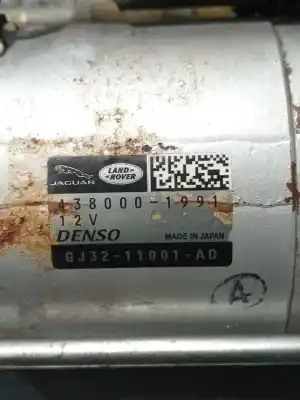 JAGUAR LAND-ROVER
438000-1991
12V
DENSO MADE IN JAPAN
GJ32-11001-AD
A